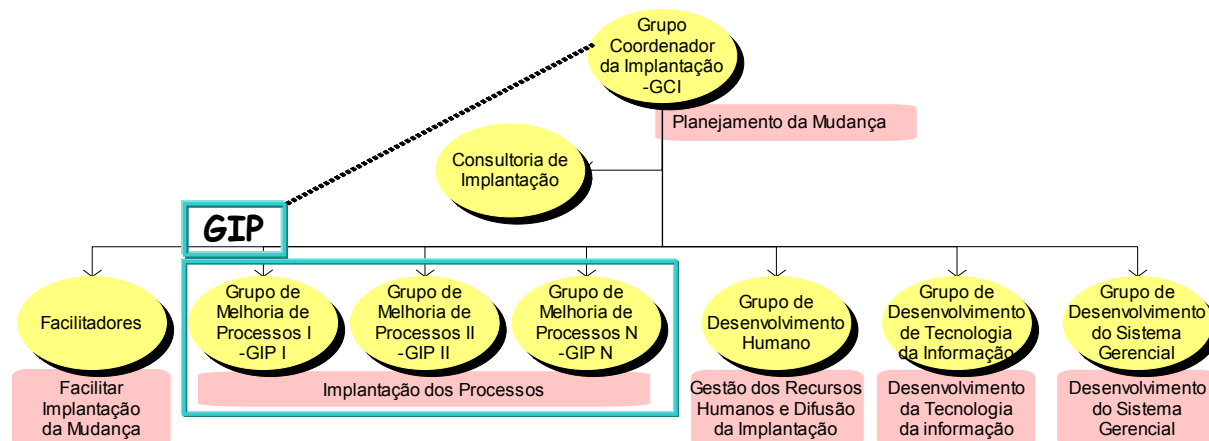 Grupo
Coordenador
da Implantação
-GCI
Planejamento da Mudança
Consultoria de
Implantação
GIP
Facilitadores
Grupo de
Melhoria de
Processos I
-GIP I
Grupo de
Melhoria de
Processos II
-GIP II
Grupo de
Melhoria de
Processos N
-GIP N
Grupo de
Desenvolvimento
Humano
Grupo de
Desenvolvimento
de Tecnologia
da Informação
Grupo de
Desenvolvimento
do Sistema
Gerencial
Facilitar
Implantação
da Mudança
Implantação dos Processos
Gestão dos Recursos
Humanos e Difusão
da Implantação
Desenvolvimento
da Tecnologia
da informação
Desenvolvimento
do Sistema
Gerencial